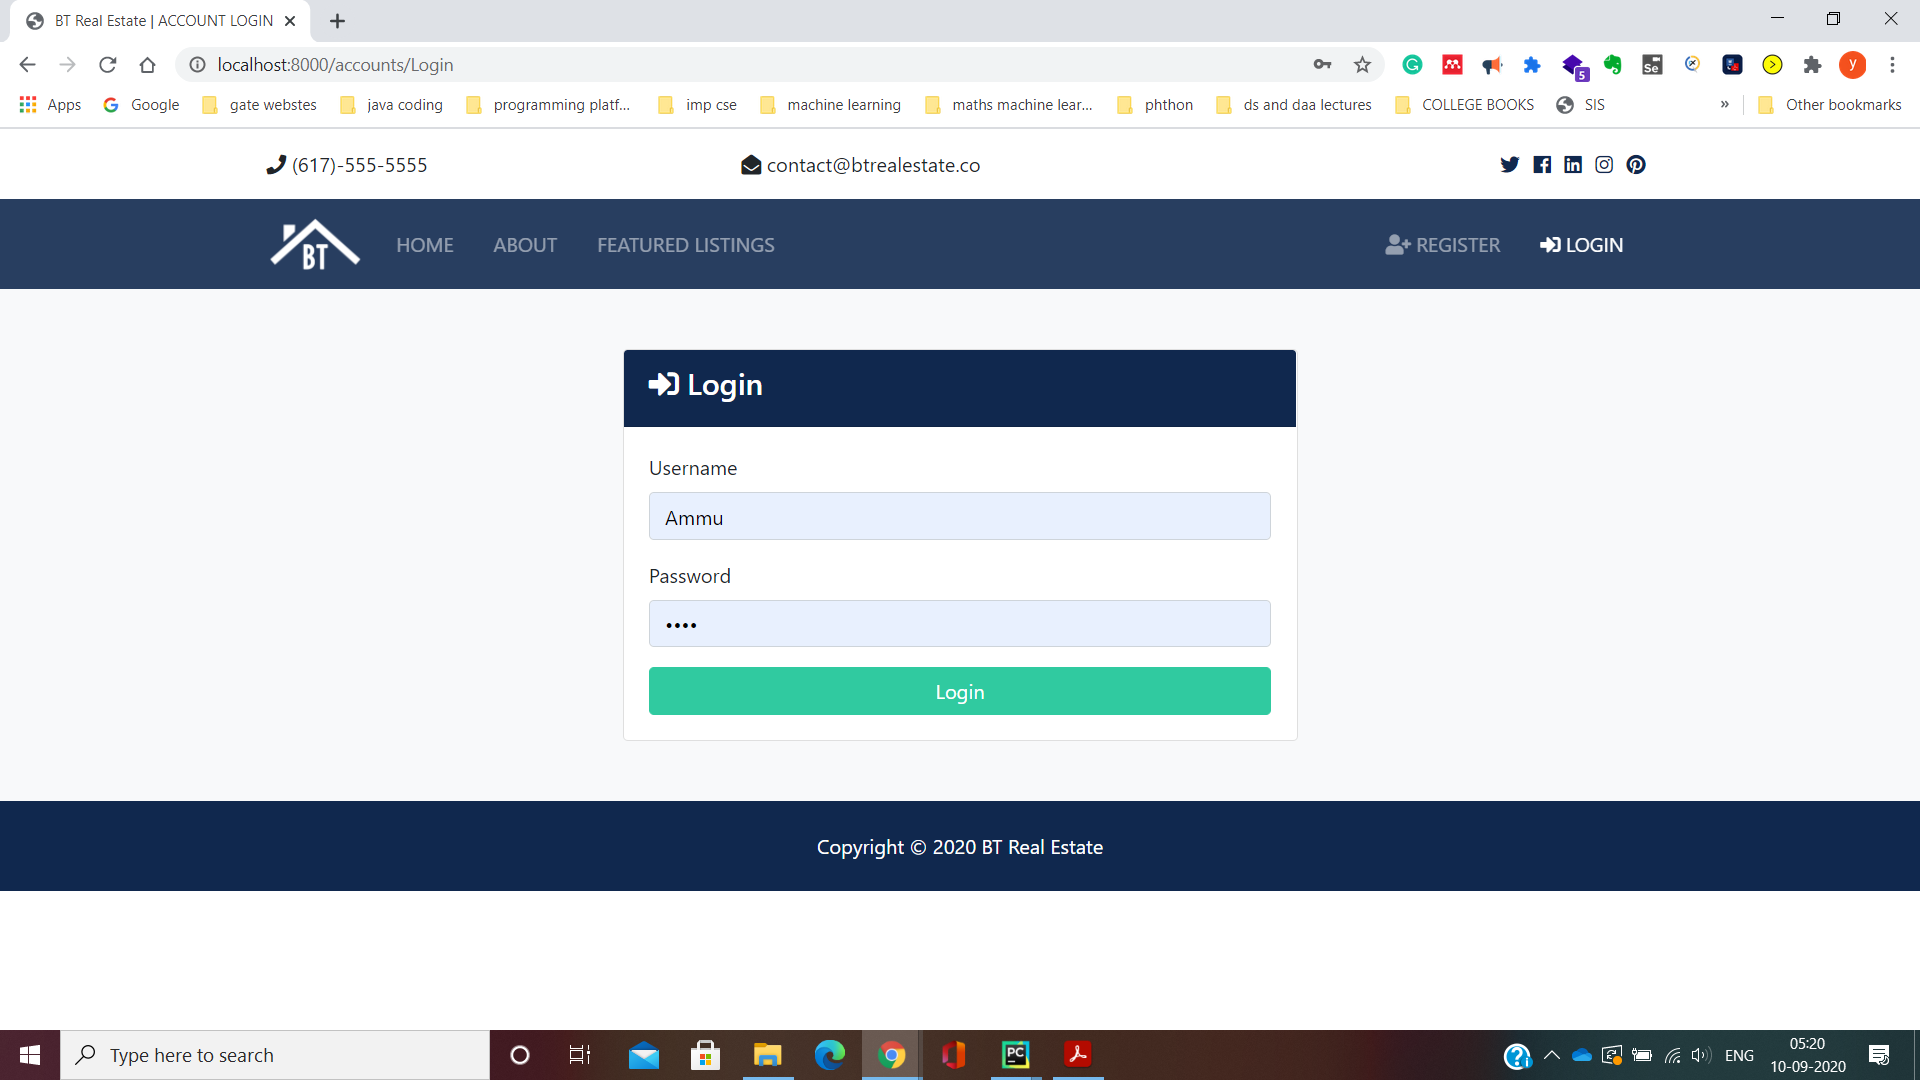 BT Real Estate | ACCOUNT LOGIN
localhost:8000/accounts/Login
5
Se
y
Apps
Google
gate webstes
java coding
programming platf...
imp cse
machine learning
maths machine lear...
phthon
ds and daa lectures
COLLEGE BOOKS
SIS
»
Other bookmarks
(617)-555-5555
contact@btrealestate.co
BT
HOME
ABOUT
FEATURED LISTINGS
REGISTER
LOGIN
Login
Username
Ammu
Password
••••
Login
Copyright © 2020 BT Real Estate
Type here to search
PC
ENG
05:20
10-09-2020